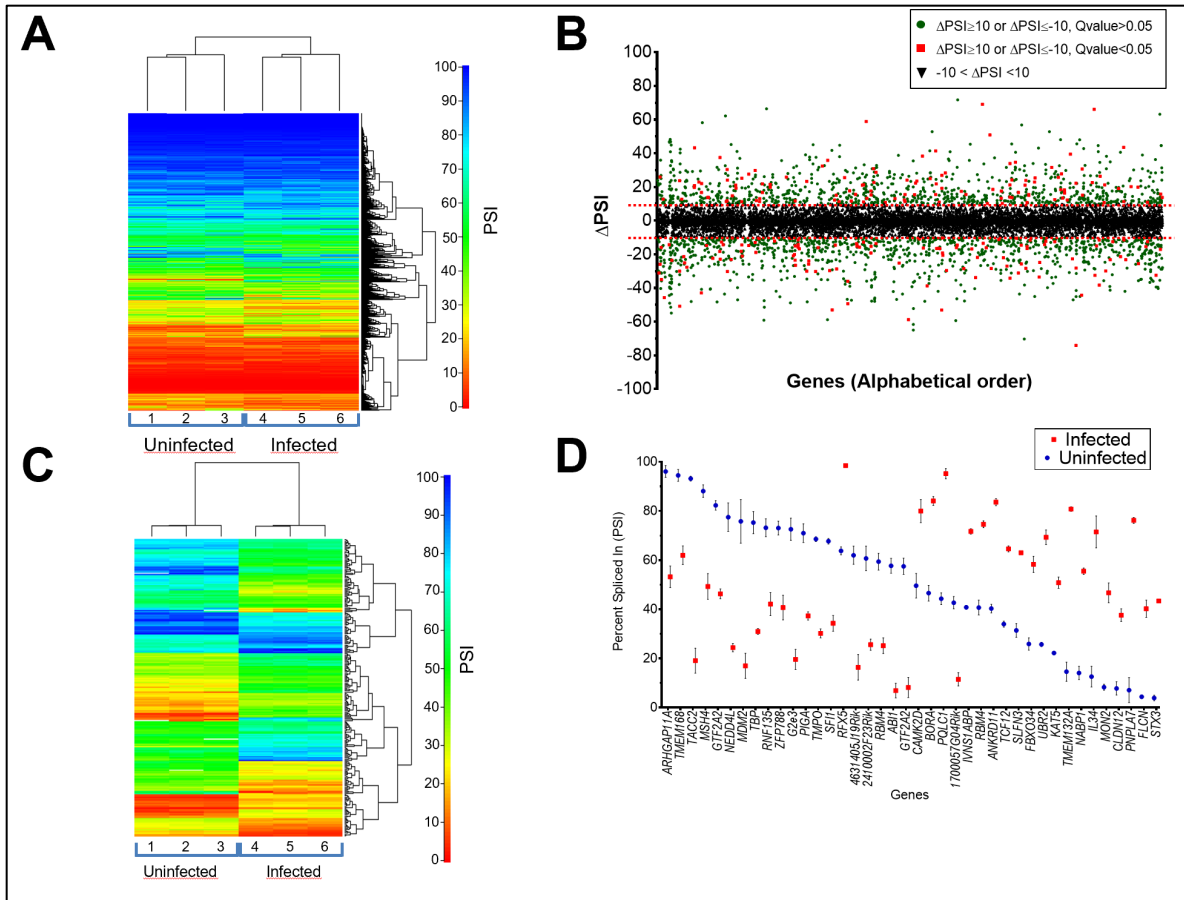 A
100
90
80
70
60
50
40
30
20
10
0
PSI
1 2 3 4 5 6
Uninfected Infected
B
ΔPSI≥10 or ΔPSI≤-10, Qvalue>0.05
ΔPSI≥10 or ΔPSI≤-10, Qvalue<0.05
-10 < ΔPSI <10
100
80
60
40
20
0
-20
-40
-60
-80
-100
ΔPSI
Genes (Alphabetical order)
C
100
90
80
70
60
50
40
30
20
10
0
PSI
1 2 3 4 5 6
Uninfected Infected
D
Infected
Uninfected
100
80
60
40
20
0
Percent Spliced In (PSI)
ARHGAP11A
TMEM168
TACC2
MSH4
GTF2A2
NEDD4L
MDM2
TBP
RNF135
ZFP788
G2e3
PIGA
TMPO
SFI1
RFX5
4631405J19Rik
2410002F23Rik
RBM4
ABI1
GTF2A2
CAMK2D
BORA
PQLC1
1700057G04Rik
IVNS1ABP
RBM4
ANKRD11
TCF12
SLFN3
FBXO34
UBR2
KAT5
TMEM132A
NABP1
IL34
MON2
CLDN12
PNPLA7
FLCN
STX3
Genes